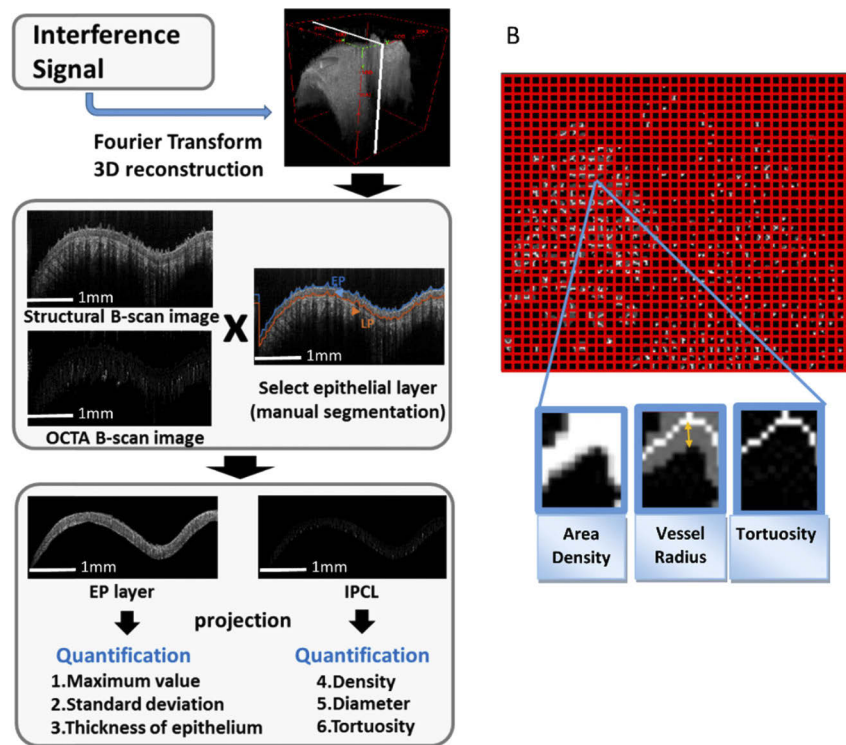 Interference
Signal
Fourier Transform
3D reconstruction
1mm
Structural B-scan image
1mm
OCTA B-scan image
X
EP
LP
1mm
Select epithelial layer
(manual segmentation)
1mm
EP layer
1mm
IPCL
projection
Quantification
1.Maximum value
2.Standard deviation
3.Thickness of epithelium
Quantification
4.Density
5.Diameter
6.Tortuosity
B
Area
Density
Vessel
Radius
Tortuosity